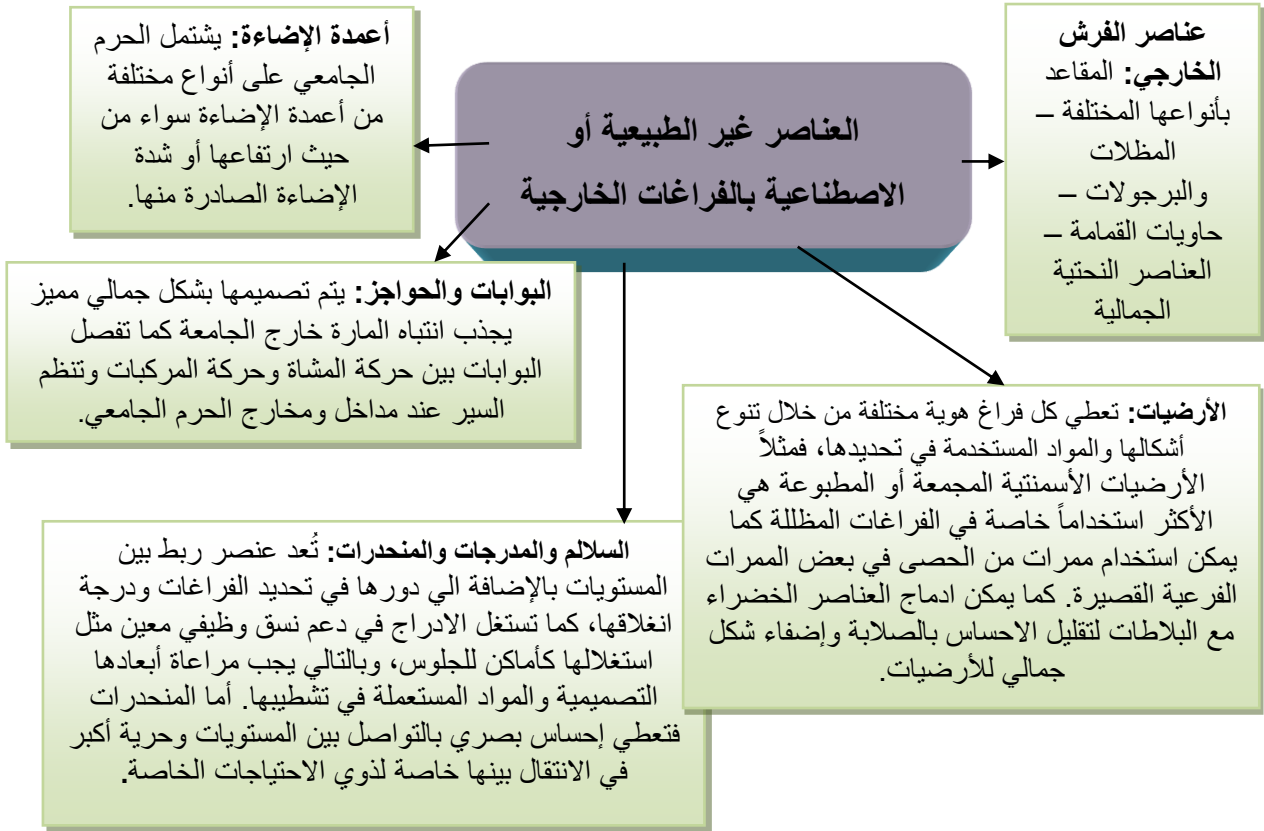 العناصر غير الطبيعية أو
الاصطناعية بالفراغات الخارجية
عناصر الفرش
الخارجي: المقاعد
بأنواعها المختلفة –
المظلات
والبرجولات –
حاويات القمامة –
العناصر النحتية
الجمالية
أعمدة الإضاءة: يشتمل الحرم
الجامعي على أنواع مختلفة
من أعمدة الإضاءة سواء من
حيث ارتفاعها أو شدة
الإضاءة الصادرة منها.
البوابات والحواجز: يتم تصميمها بشكل جمالي مميز
يجذب انتباه المارة خارج الجامعة كما تفصل
البوابات بين حركة المشاة وحركة المركبات وتنظم
السير عند مداخل ومخارج الحرم الجامعي.
الأرضيات: تعطي كل فراغ هوية مختلفة من خلال تنوع
أشكالها والمواد المستخدمة في تحديدها، فمثلاً
الأرضيات الأسمنتية المجمعة أو المطبوعة هي
الأكثر استخداماً خاصة في الفراغات المظللة كما
يمكن استخدام ممرات من الحصى في بعض الممرات
الفرعية القصيرة. كما يمكن ادماج العناصر الخضراء
مع البلاطات لتقليل الاحساس بالصلابة وإضفاء شكل
جمالي للأرضيات.
السلالم والمدرجات والمنحدرات: تُعد عنصر ربط بين
المستويات بالإضافة الي دورها في تحديد الفراغات ودرجة
انغلاقها، كما تستغل الادراج في دعم نسق وظيفي معين مثل
استغلالها كأماكن للجلوس، وبالتالي يجب مراعاة أبعادها
التصميمية والمواد المستعملة في تشطيبها. أما المنحدرات
فتعطي إحساس بصري بالتواصل بين المستويات وحرية أكبر
في الانتقال بينها خاصة لذوي الاحتياجات الخاصة.